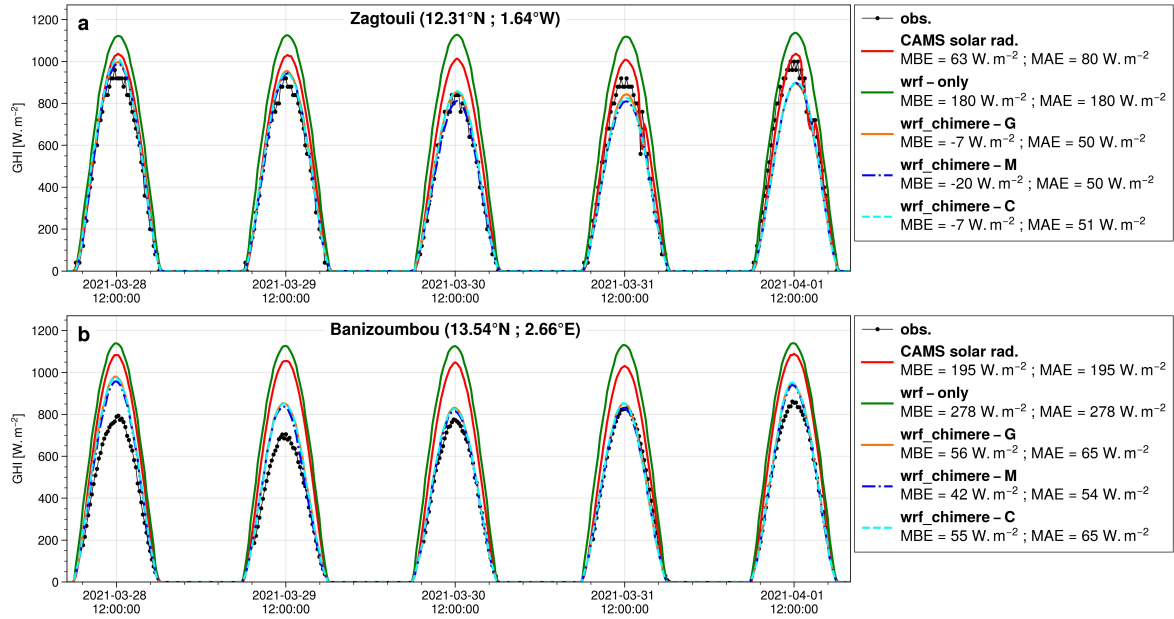 a
Zagtouli (12.31°N ; 1.64°W)
GHI [W. m⁻²]
1200
1000
800
600
400
200
0
2021-03-28 12:00:00
2021-03-29 12:00:00
2021-03-30 12:00:00
2021-03-31 12:00:00
2021-04-01 12:00:00
obs.
CAMS solar rad.
MBE = 63 W. m⁻² ; MAE = 80 W. m⁻²
wrf − only
MBE = 180 W. m⁻² ; MAE = 180 W. m⁻²
wrf_chimere − G
MBE = -7 W. m⁻² ; MAE = 50 W. m⁻²
wrf_chimere − M
MBE = -20 W. m⁻² ; MAE = 50 W. m⁻²
wrf_chimere − C
MBE = -7 W. m⁻² ; MAE = 51 W. m⁻²
b
Banizoumbou (13.54°N ; 2.66°E)
GHI [W. m⁻²]
1200
1000
800
600
400
200
0
2021-03-28 12:00:00
2021-03-29 12:00:00
2021-03-30 12:00:00
2021-03-31 12:00:00
2021-04-01 12:00:00
obs.
CAMS solar rad.
MBE = 195 W. m⁻² ; MAE = 195 W. m⁻²
wrf − only
MBE = 278 W. m⁻² ; MAE = 278 W. m⁻²
wrf_chimere − G
MBE = 56 W. m⁻² ; MAE = 65 W. m⁻²
wrf_chimere − M
MBE = 42 W. m⁻² ; MAE = 54 W. m⁻²
wrf_chimere − C
MBE = 55 W. m⁻² ; MAE = 65 W. m⁻²